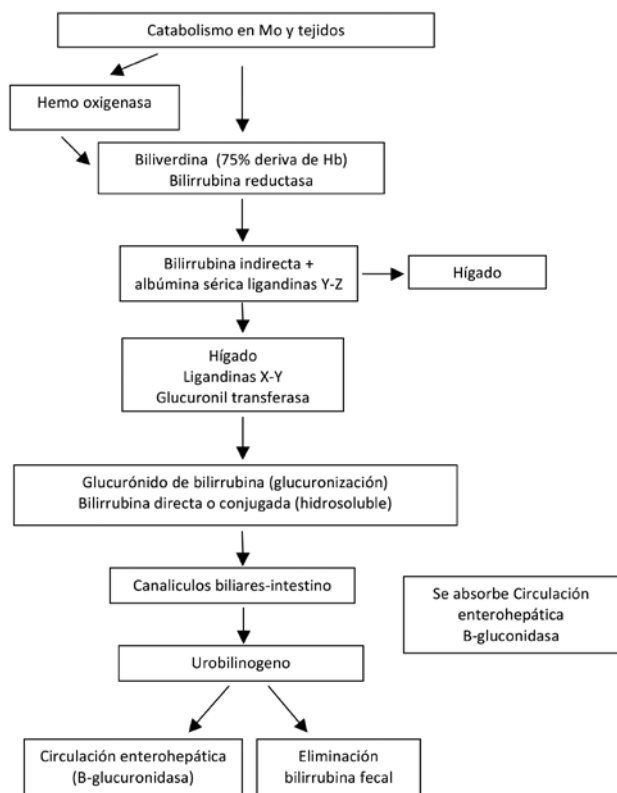 Catabolismo en Mo y tejidos
Hemo oxigenasa
Biliverdina (75% deriva de Hb)
Bilirrubina reductasa
Bilirrubina indirecta +
albúmina sérica ligandinas Y-Z
Hígado
Hígado
Ligandinas X-Y
Glucuronil transferasa
Glucurónido de bilirrubina (glucuronización)
Bilirrubina directa o conjugada (hidrosoluble)
Canaliculos biliares-intestino
Se absorbe Circulación
enterohepática
B-gluconidasa
Urobilinogeno
Circulación enterohepática
(B-glucuronidasa)
Eliminación
bilirrubina fecal